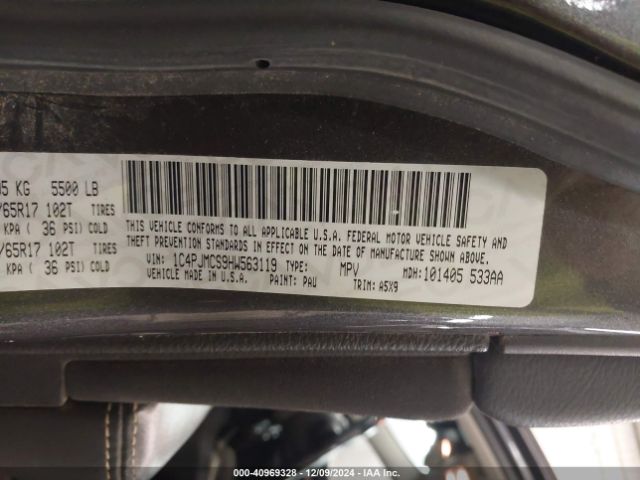 5 KG 5500 LB
/65R17 102T TIRES
KPA ( 36 PSI) COLD
/65R17 102T TIRES
KPA ( 36 PSI) COLD
THIS VEHICLE CONFORMS TO ALL APPLICABLE U.S.A. FEDERAL MOTOR VEHICLE SAFETY AND
THEFT PREVENTION STANDARDS IN EFFECT ON THE DATE OF MANUFACTURE SHOWN ABOVE.
VIN: 1C4PJMCS9HW563119 TYPE: MPV MDH: 101405 533AA
VEHICLE MADE IN U.S.A. PAINT: PAU TRIM: A5X9
000-40969328 | 12/09/2024 | IAA Inc.